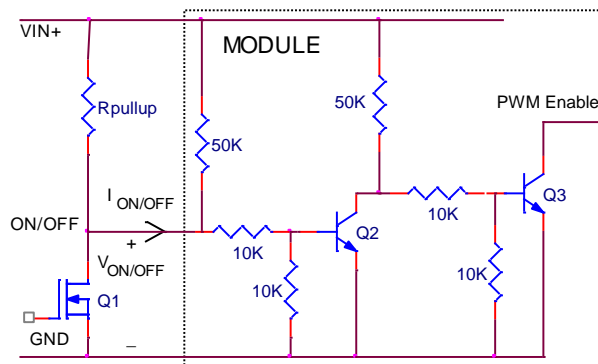 VIN+
MODULE
Rpullup
50K
50K
PWM Enable
I ON/OFF
ON/OFF
+
V ON/OFF
10K
10K
Q2
10K
10K
Q3
Q1
GND
_